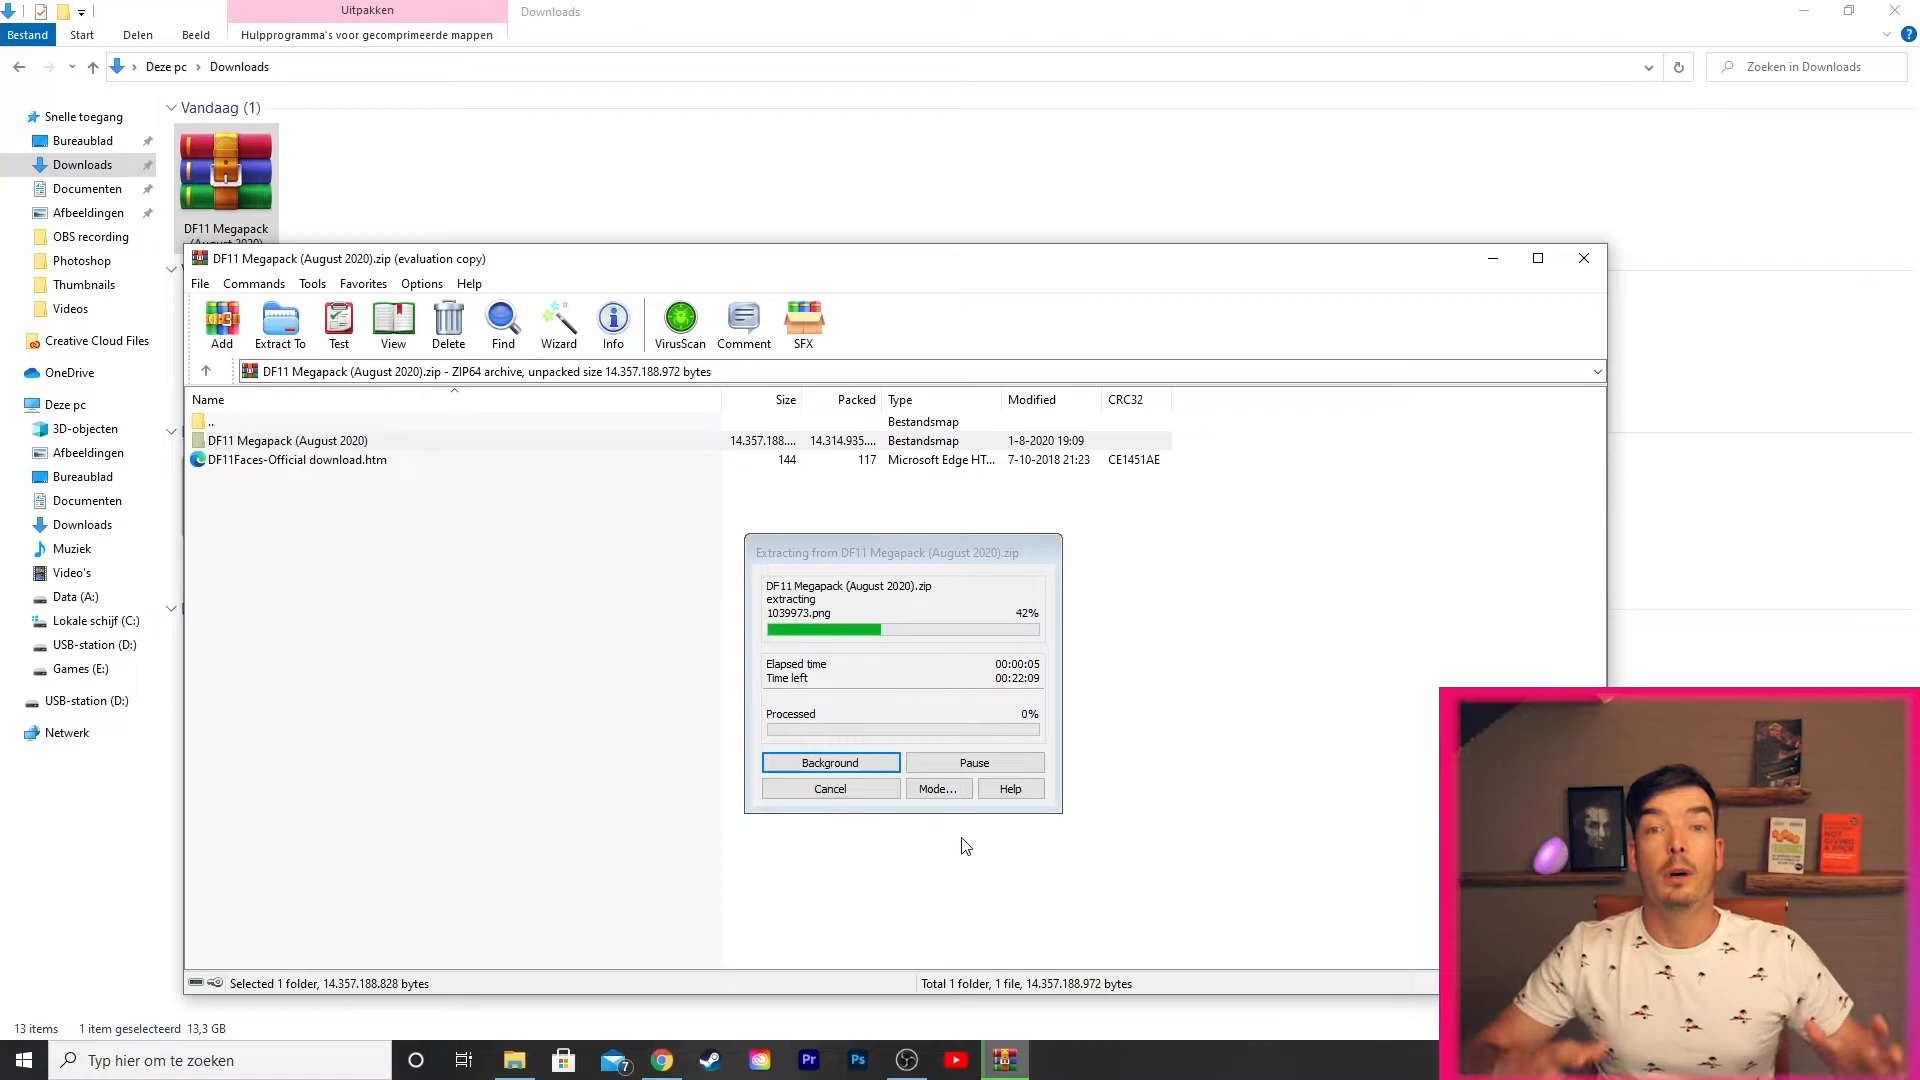 Uitpakken
Downloads
Bestand
Start
Delen
Beeld
Hulpprogramma's voor gecomprimeerde mappen
Deze pc
Downloads
Zoeken in Downloads
Vandaag (1)
DF11 Megapack
(August 2020)
Snelle toegang
Bureaublad
Downloads
Documenten
Afbeeldingen
OBS recording
Photoshop
Thumbnails
Videos
Creative Cloud Files
OneDrive
Deze pc
3D-objecten
Afbeeldingen
Bureaublad
Documenten
Downloads
Muziek
Video's
Data (A:)
Lokale schijf (C:)
USB-station (D:)
Games (E:)
USB-station (D:)
Netwerk
DF11 Megapack (August 2020).zip (evaluation copy)
File Commands Tools Favorites Options Help
Add
Extract To
Test
View
Delete
Find
Wizard
Info
VirusScan
Comment
SFX
DF11 Megapack (August 2020).zip - ZIP64 archive, unpacked size 14.357.188.972 bytes
Name Size Packed Type Modified CRC32
.. Bestandsmap
DF11 Megapack (August 2020) 14.357.188.... 14.314.935.... Bestandsmap 1-8-2020 19:09
DF11Faces-Official download.htm 144 117 Microsoft Edge HT... 7-10-2018 21:23 CE1451AE
Extracting from DF11 Megapack (August 2020).zip
DF11 Megapack (August 2020).zip
extracting
1039973.png 42%
Elapsed time 00:00:05
Time left 00:22:09
Processed 0%
Background
Pause
Cancel
Mode...
Help
Selected 1 folder, 14.357.188.828 bytes
Total 1 folder, 1 file, 14.357.188.972 bytes
13 items 1 item geselecteerd 13,3 GB
Typ hier om te zoeken
7
Pr
Ps